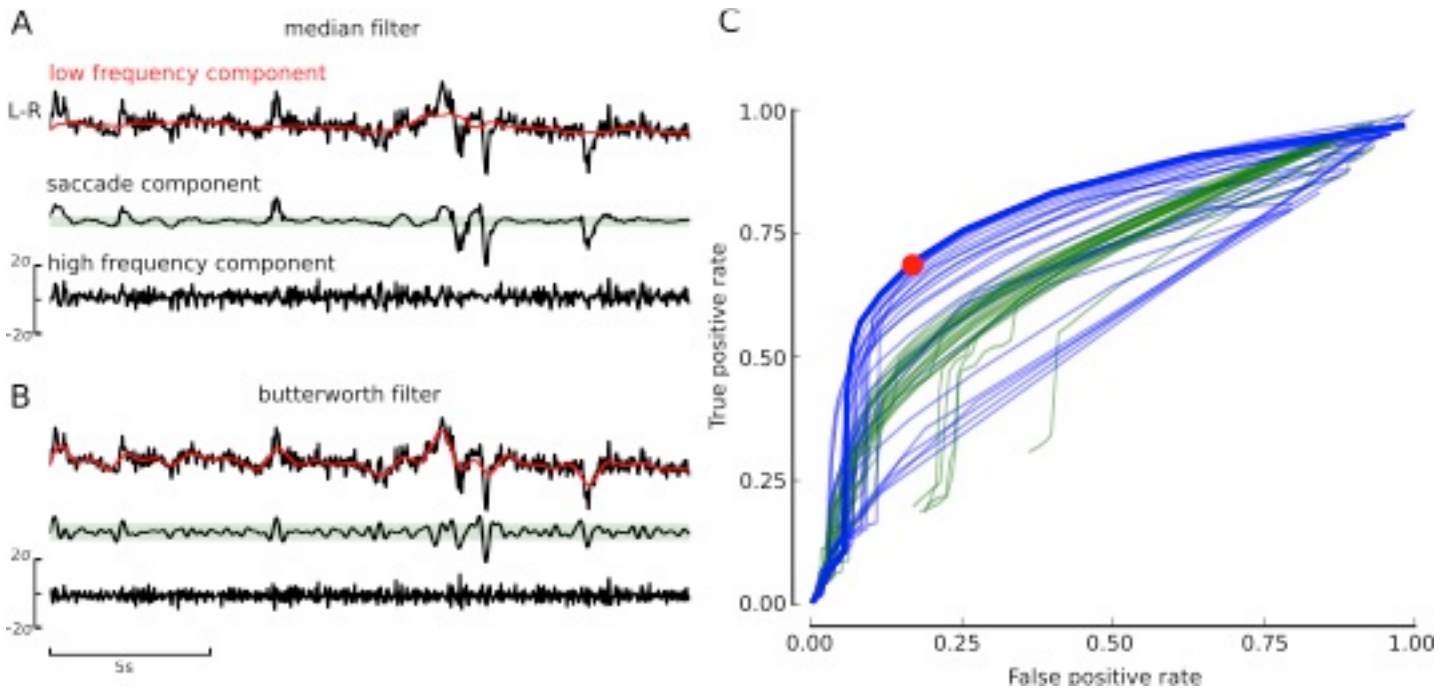 A
median filter
low frequency component
L-R
saccade component
2σ
high frequency component
-2σ
B
butterworth filter
2σ
-2σ
5s
C
1.00
0.75
0.50
0.25
0.00
True positive rate
0.00 0.25 0.50 0.75 1.00
False positive rate